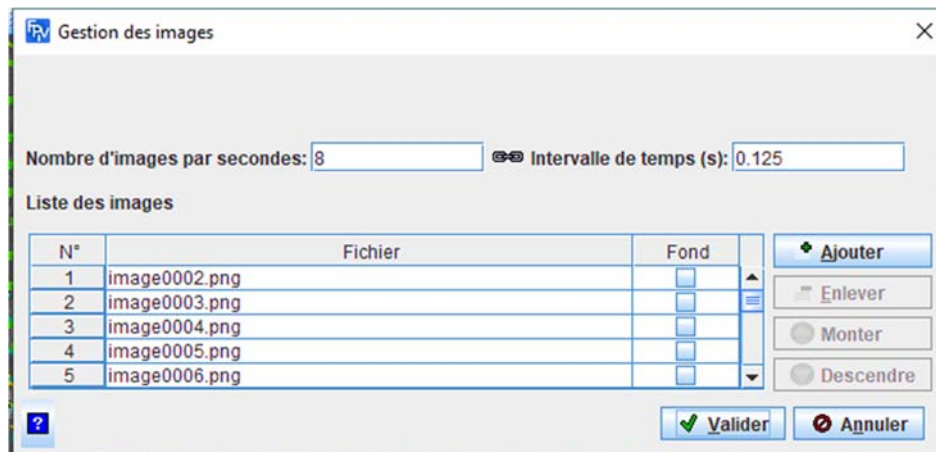 FPIV Gestion des images
Nombre d'images par secondes: 8 Intervalle de temps (s): 0.125
Liste des images
N° Fichier Fond
1 image0002.png
2 image0003.png
3 image0004.png
4 image0005.png
5 image0006.png
Ajouter
Enlever
Monter
Descendre
? Valider Annuler